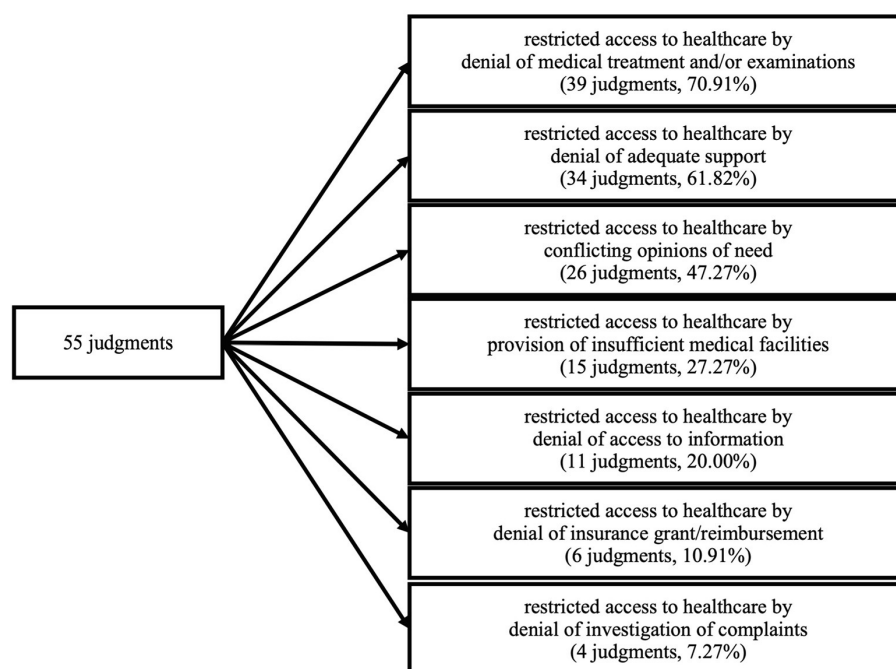 55 judgments
restricted access to healthcare by
denial of medical treatment and/or examinations
(39 judgments, 70.91%)
restricted access to healthcare by
denial of adequate support
(34 judgments, 61.82%)
restricted access to healthcare by
conflicting opinions of need
(26 judgments, 47.27%)
restricted access to healthcare by
provision of insufficient medical facilities
(15 judgments, 27.27%)
restricted access to healthcare by
denial of access to information
(11 judgments, 20.00%)
restricted access to healthcare by
denial of insurance grant/reimbursement
(6 judgments, 10.91%)
restricted access to healthcare by
denial of investigation of complaints
(4 judgments, 7.27%)